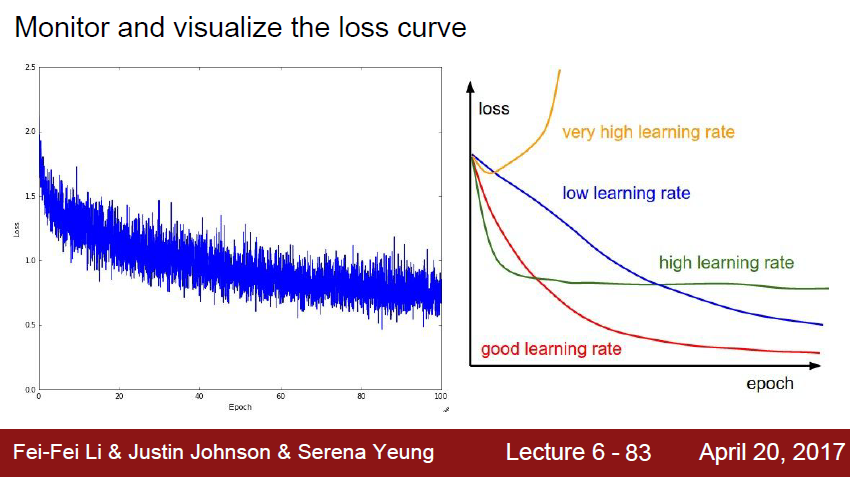 Monitor and visualize the loss curve
2.5
2.0
1.5
1.0
0.5
0.0
Loss
0
20
40
60
80
100
Epoch
loss
very high learning rate
low learning rate
high learning rate
good learning rate
epoch
Fei-Fei Li & Justin Johnson & Serena Yeung
Lecture 6 - 83
April 20, 2017